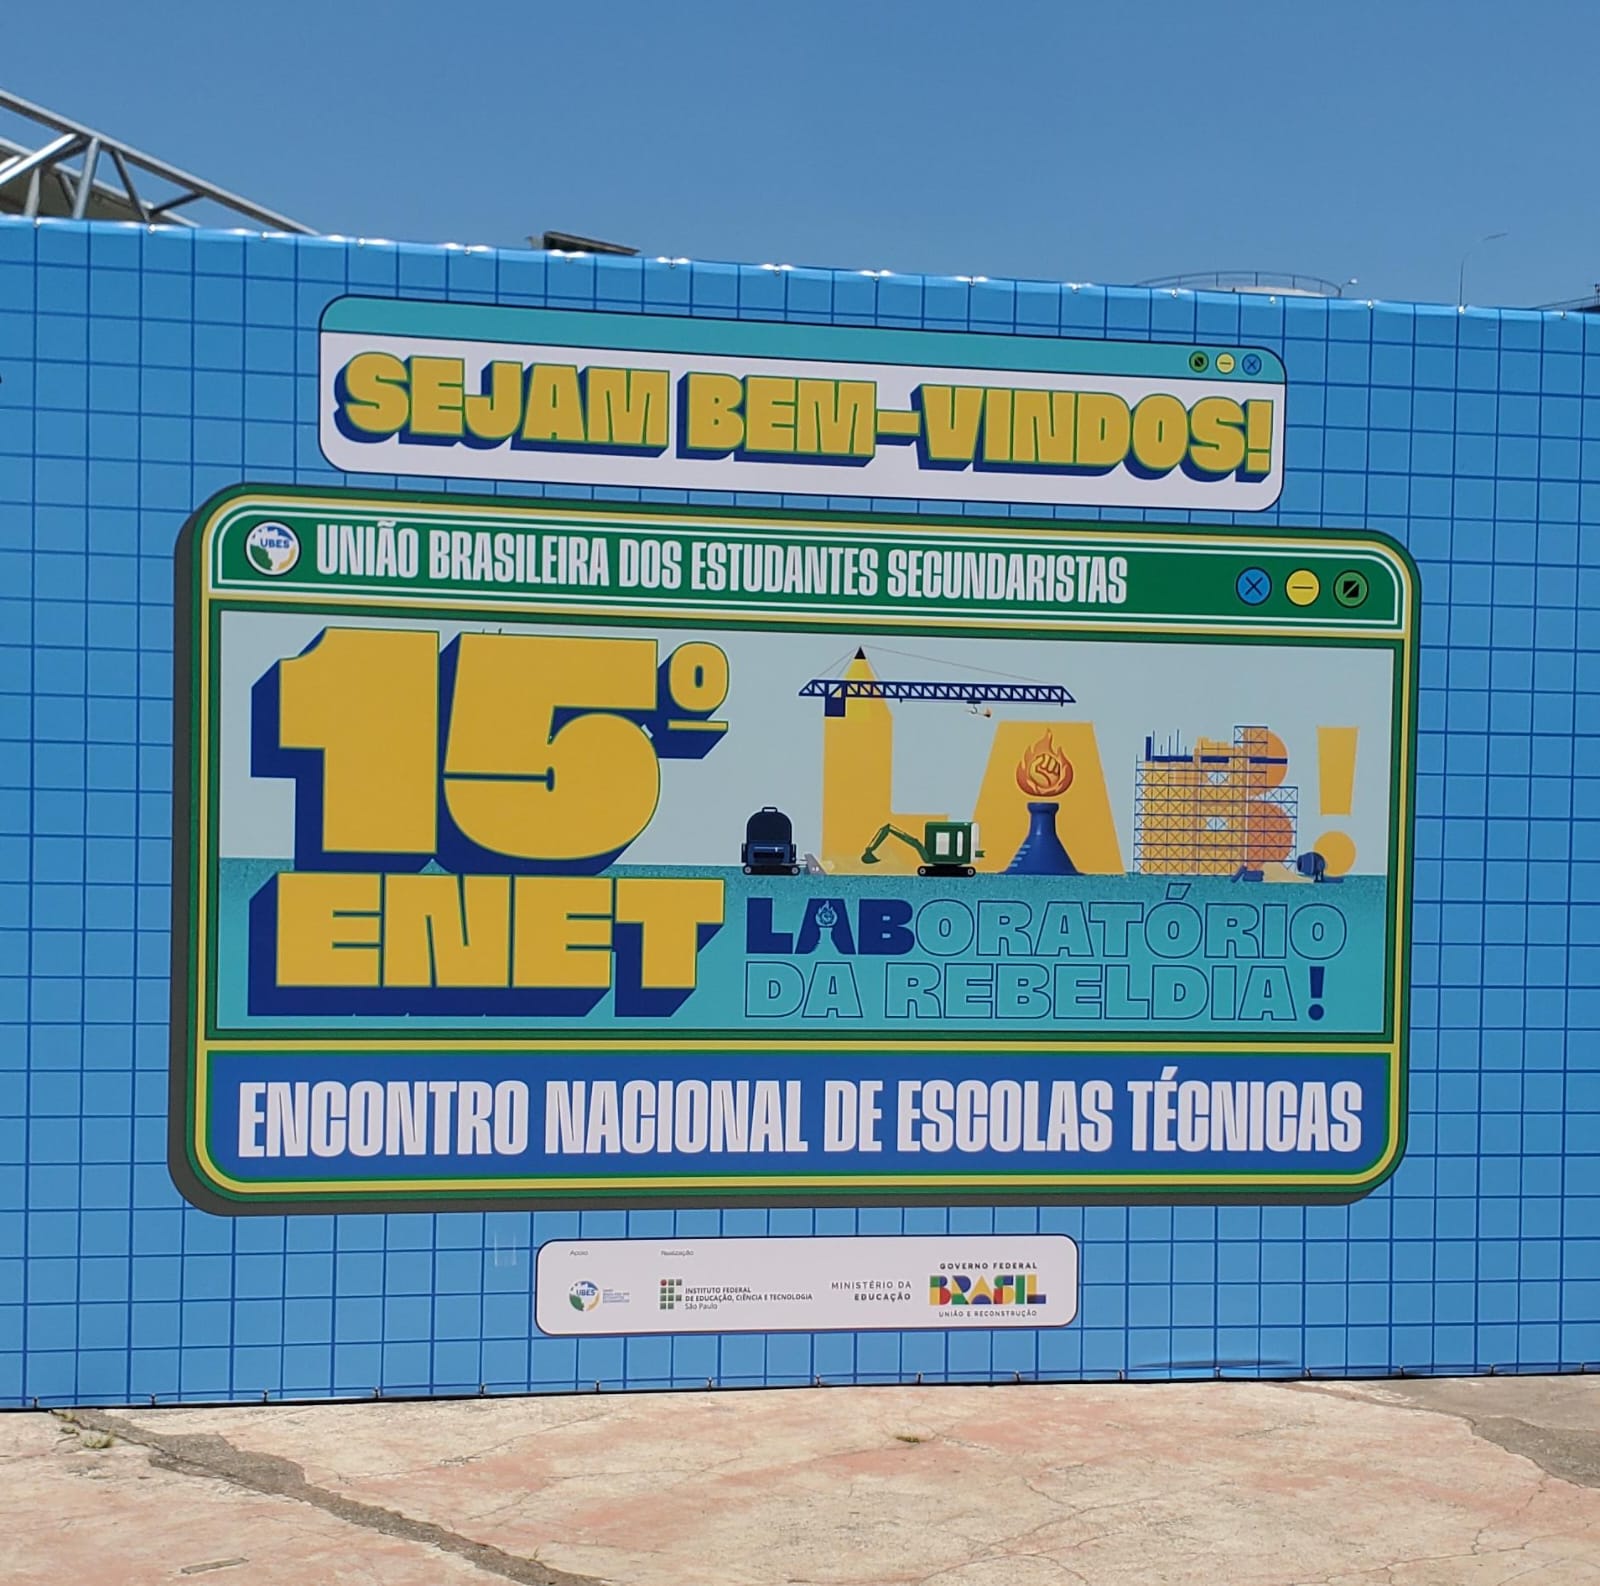 SEJAM BEM-VINDOS!
UBES
UNIÃO BRASILEIRA DOS ESTUDANTES SECUNDARISTAS
15º
ENET
LAB!
LABORATÓRIO
DA REBELDIA!
ENCONTRO NACIONAL DE ESCOLAS TÉCNICAS
Apoio
Realização
UBES
INSTITUTO FEDERAL
DE EDUCAÇÃO, CIÊNCIA E TECNOLOGIA
São Paulo
MINISTÉRIO DA
EDUCAÇÃO
GOVERNO FEDERAL
BRASIL
UNIÃO E RECONSTRUÇÃO